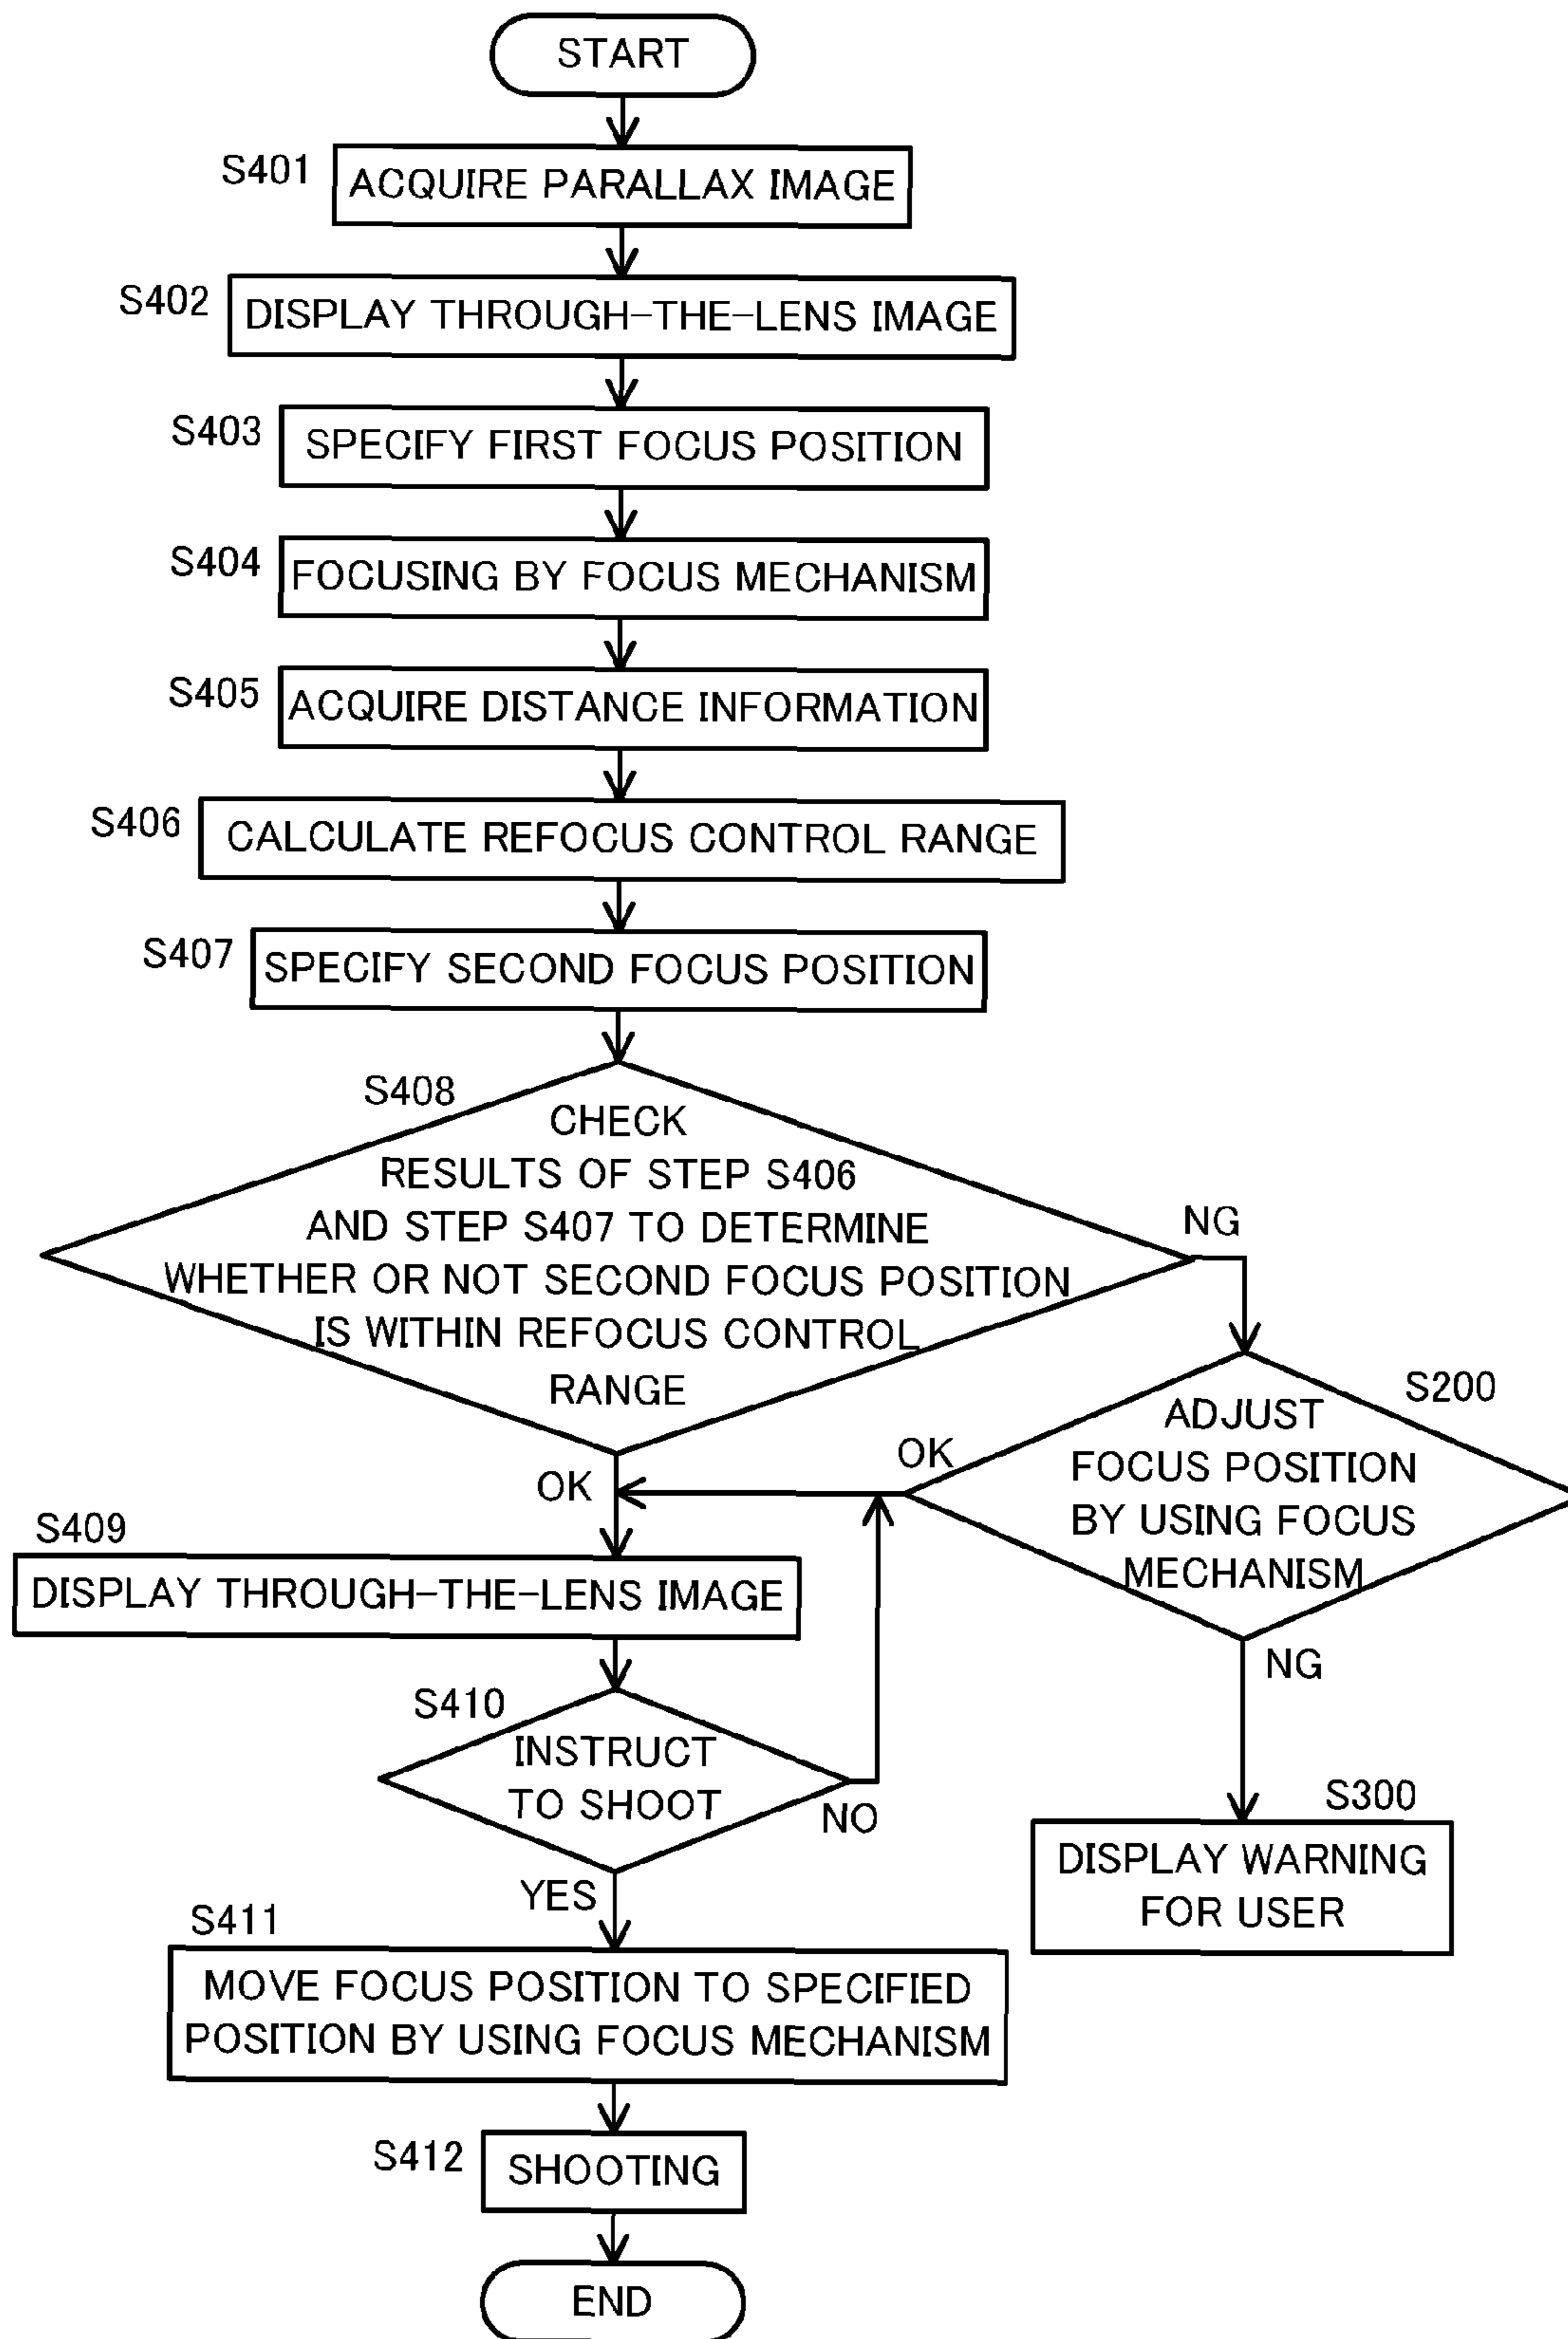 START
S401
ACQUIRE PARALLAX IMAGE
S402
DISPLAY THROUGH-THE-LENS IMAGE
S403
SPECIFY FIRST FOCUS POSITION
S404
FOCUSING BY FOCUS MECHANISM
S405
ACQUIRE DISTANCE INFORMATION
S406
CALCULATE REFOCUS CONTROL RANGE
S407
SPECIFY SECOND FOCUS POSITION
S408
CHECK
RESULTS OF STEP S406
AND STEP S407 TO DETERMINE
WHETHER OR NOT SECOND FOCUS POSITION
IS WITHIN REFOCUS CONTROL
RANGE
NG
OK
S200
ADJUST
FOCUS POSITION
BY USING FOCUS
MECHANISM
OK
NG
S409
DISPLAY THROUGH-THE-LENS IMAGE
S410
INSTRUCT
TO SHOOT
NO
YES
S300
DISPLAY WARNING
FOR USER
S411
MOVE FOCUS POSITION TO SPECIFIED
POSITION BY USING FOCUS MECHANISM
S412
SHOOTING
END